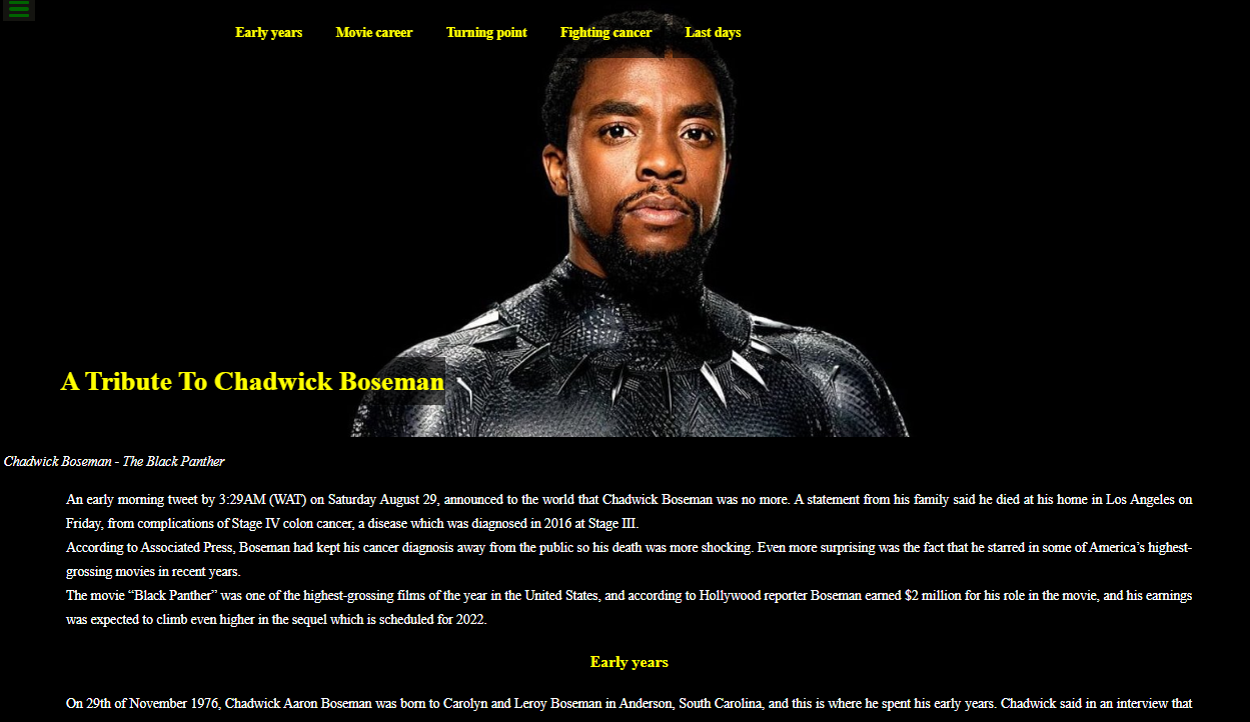 Early years Movie career Turning point Fighting cancer Last days
A Tribute To Chadwick Boseman
Chadwick Boseman - The Black Panther
An early morning tweet by 3:29AM (WAT) on Saturday August 29, announced to the world that Chadwick Boseman was no more. A statement from his family said he died at his home in Los Angeles on
Friday, from complications of Stage IV colon cancer, a disease which was diagnosed in 2016 at Stage III.
According to Associated Press, Boseman had kept his cancer diagnosis away from the public so his death was more shocking. Even more surprising was the fact that he starred in some of America’s highest-
grossing movies in recent years.
The movie “Black Panther” was one of the highest-grossing films of the year in the United States, and according to Hollywood reporter Boseman earned $2 million for his role in the movie, and his earnings
was expected to climb even higher in the sequel which is scheduled for 2022.
Early years
On 29th of November 1976, Chadwick Aaron Boseman was born to Carolyn and Leroy Boseman in Anderson, South Carolina, and this is where he spent his early years. Chadwick said in an interview that